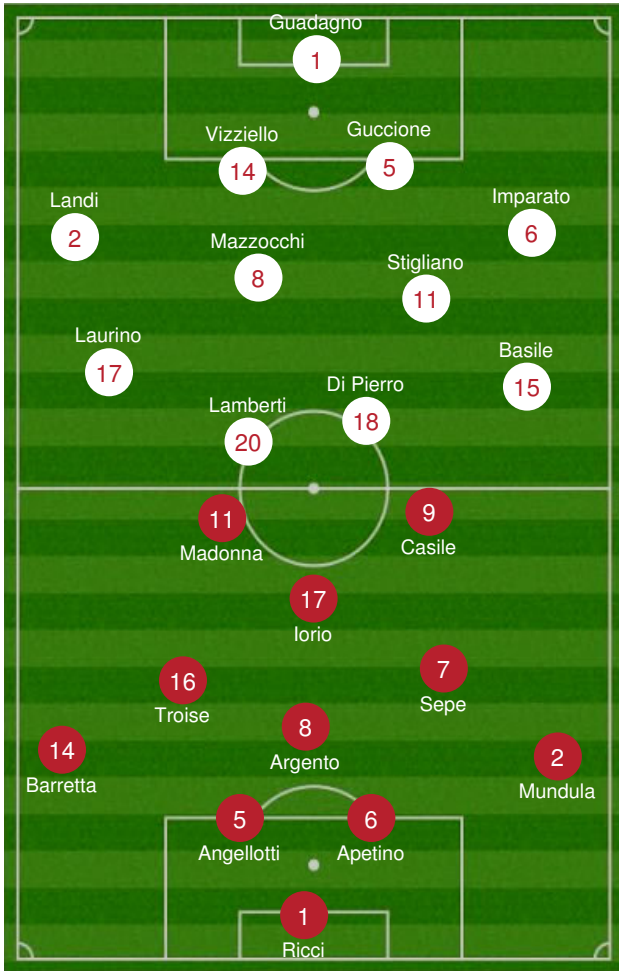 Guadagno
1
Vizziello
14
Guccione
5
Landi
2
Imparato
6
Mazzocchi
8
Stigliano
11
Laurino
17
Basile
15
Lamberti
20
Di Pierro
18
11
Madonna
9
Casile
17
Iorio
16
Troise
7
Sepe
8
Argento
14
Barretta
2
Mundula
5
Angellotti
6
Apetino
1
Ricci